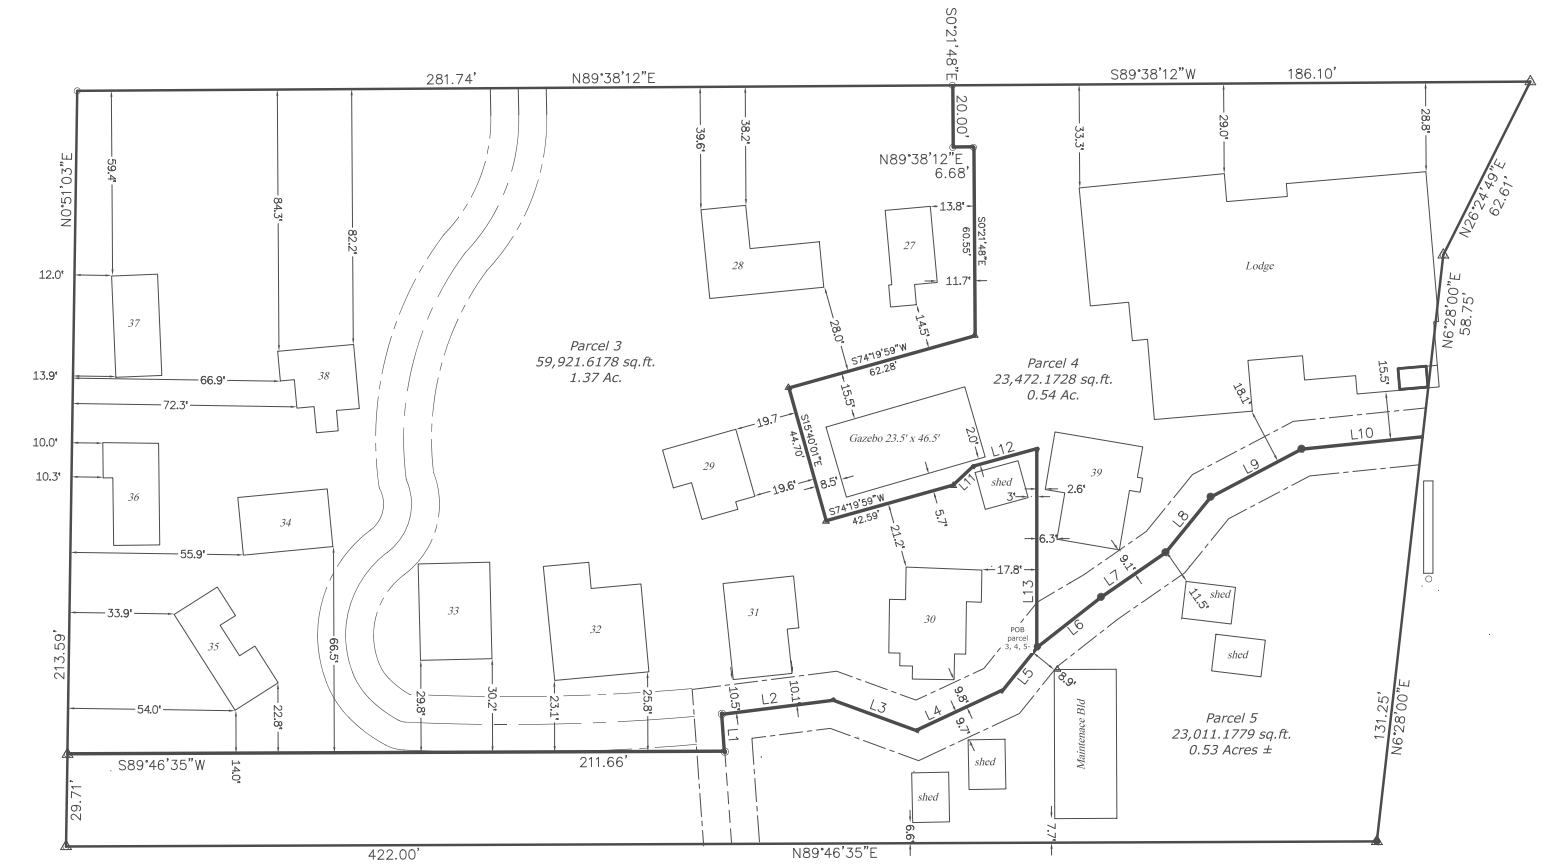 S0°21'48"E
281.74'
N89°38'12"E
S89°38'12"W
186.10'
20.00'
N89°38'12"E
6.68'
N0°51'03"E
59.4'
84.3'
82.2'
39.6'
38.2'
33.3'
29.0'
28.8'
N26°24'49"E
62.61'
13.8'
S0°21'48"E
60.55'
27
11.7'
28
Lodge
12.0'
37
28.0'
14.5'
N6°28'00"E
58.75'
Parcel 3
59,921.6178 sq.ft.
1.37 Ac.
S74°19'59"W
62.28'
Parcel 4
23,472.1728 sq.ft.
0.54 Ac.
13.9'
66.9'
38
72.3'
15.5'
15.5'
18.1'
19.7
S15°40'01"E
44.70'
Gazebo 23.5' x 46.5'
2.0'
L12
L10
10.0'
10.3'
36
29
19.6'
8.5'
L11
shed
3'
39
2.6'
L9
34
S74°19'59"W
42.59'
5.7'
21.2'
6.3'
L8
55.9'
17.8'
L13
9.1'
L7
11.5'
shed
33.9'
33
32
31
30
POB
parcel
3, 4, 5
L6
35
66.5'
shed
213.59'
54.0'
22.8'
29.8'
30.2'
23.1'
25.8'
10.5'
L2
10.1'
L3
L4
9.8'
9.7'
L5
8.9'
L1
Maintenence Bld
Parcel 5
23,011.1779 sq.ft.
0.53 Acres ±
131.25'
N6°28'00"E
S89°46'35"W
14.0'
211.66'
shed
shed
29.71'
6.6'
7.7'
422.00'
N89°46'35"E